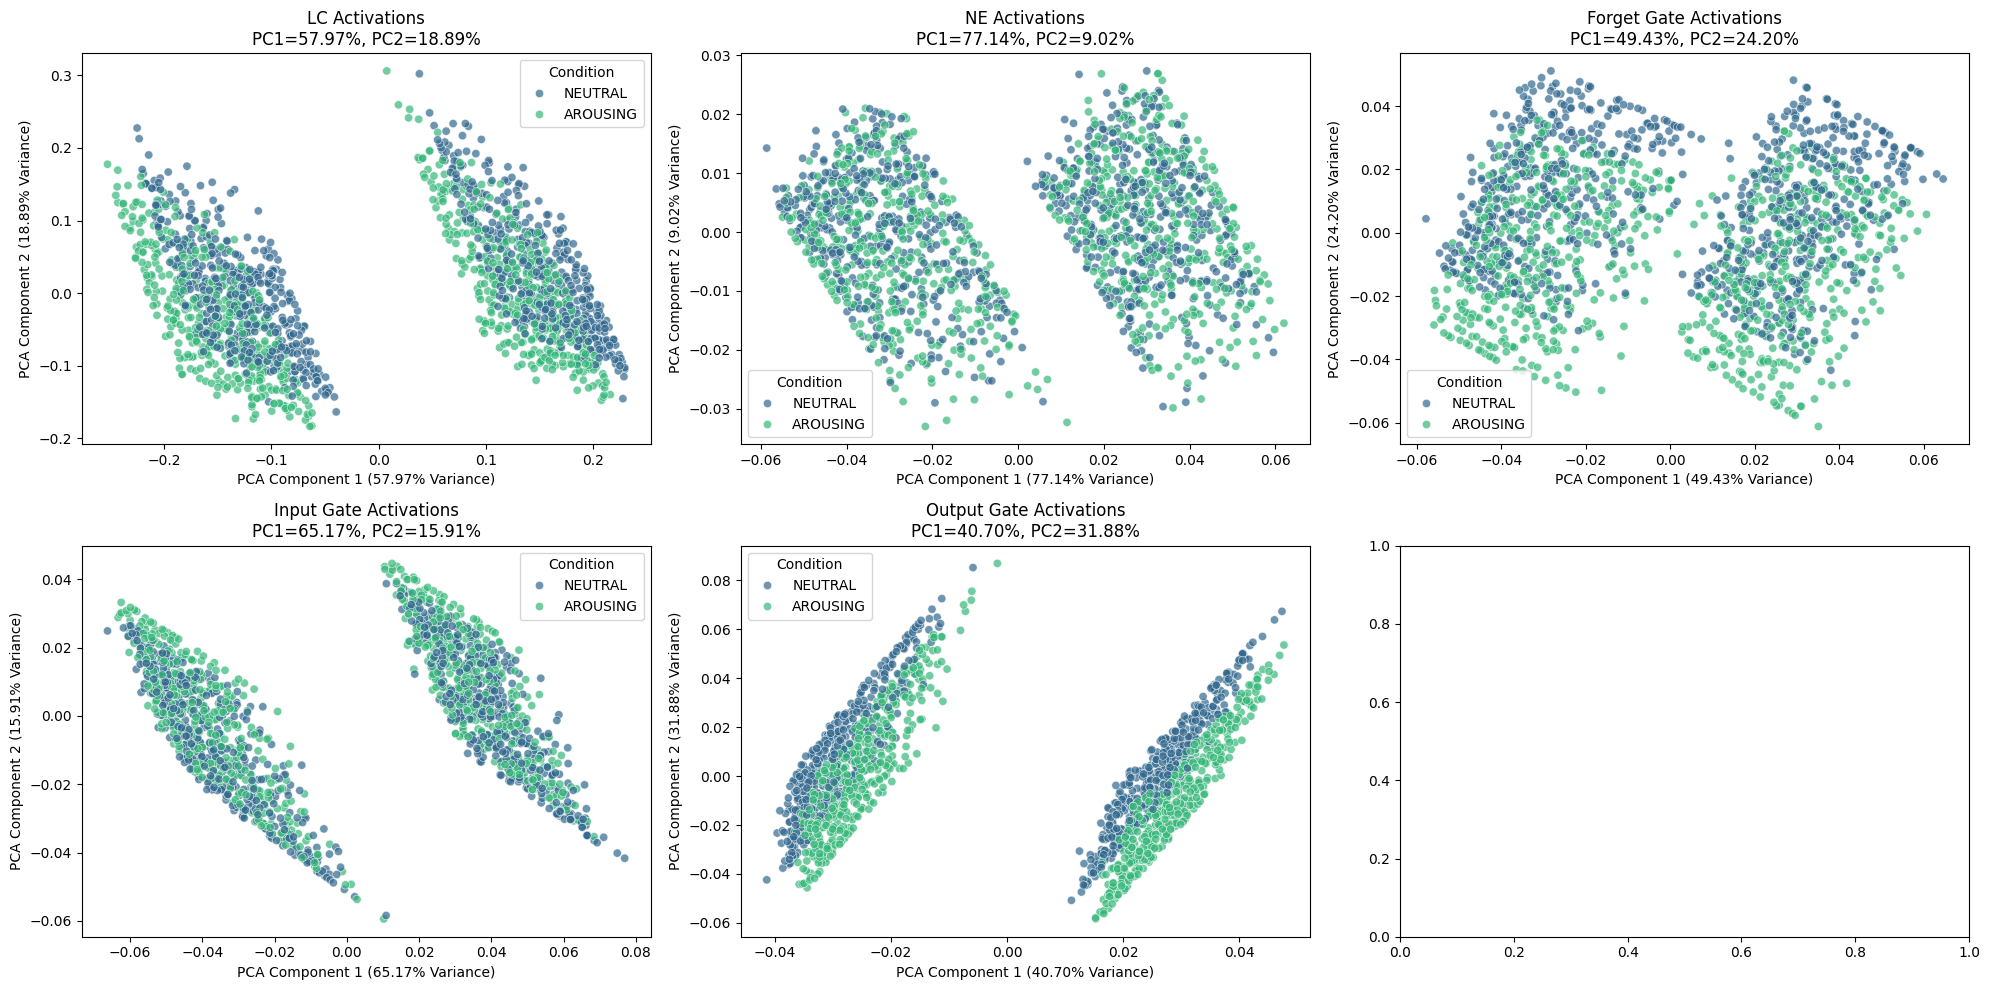 LC Activations
PC1=57.97%, PC2=18.89%
Condition
NEUTRAL
AROUSING
0.3
0.2
0.1
0.0
−0.1
−0.2
PCA Component 2 (18.89% Variance)
−0.2
−0.1
0.0
0.1
0.2
PCA Component 1 (57.97% Variance)
NE Activations
PC1=77.14%, PC2=9.02%
Condition
NEUTRAL
AROUSING
0.03
0.02
0.01
0.00
−0.01
−0.02
−0.03
PCA Component 2 (9.02% Variance)
−0.06
−0.04
−0.02
0.00
0.02
0.04
0.06
PCA Component 1 (77.14% Variance)
Forget Gate Activations
PC1=49.43%, PC2=24.20%
Condition
NEUTRAL
AROUSING
0.04
0.02
0.00
−0.02
−0.04
−0.06
PCA Component 2 (24.20% Variance)
−0.06
−0.04
−0.02
0.00
0.02
0.04
0.06
PCA Component 1 (49.43% Variance)
Input Gate Activations
PC1=65.17%, PC2=15.91%
Condition
NEUTRAL
AROUSING
0.04
0.02
0.00
−0.02
−0.04
−0.06
PCA Component 2 (15.91% Variance)
−0.06
−0.04
−0.02
0.00
0.02
0.04
0.06
0.08
PCA Component 1 (65.17% Variance)
Output Gate Activations
PC1=40.70%, PC2=31.88%
Condition
NEUTRAL
AROUSING
0.08
0.06
0.04
0.02
0.00
−0.02
−0.04
−0.06
PCA Component 2 (31.88% Variance)
−0.04
−0.02
0.00
0.02
0.04
PCA Component 1 (40.70% Variance)
1.0
0.8
0.6
0.4
0.2
0.0
0.0
0.2
0.4
0.6
0.8
1.0